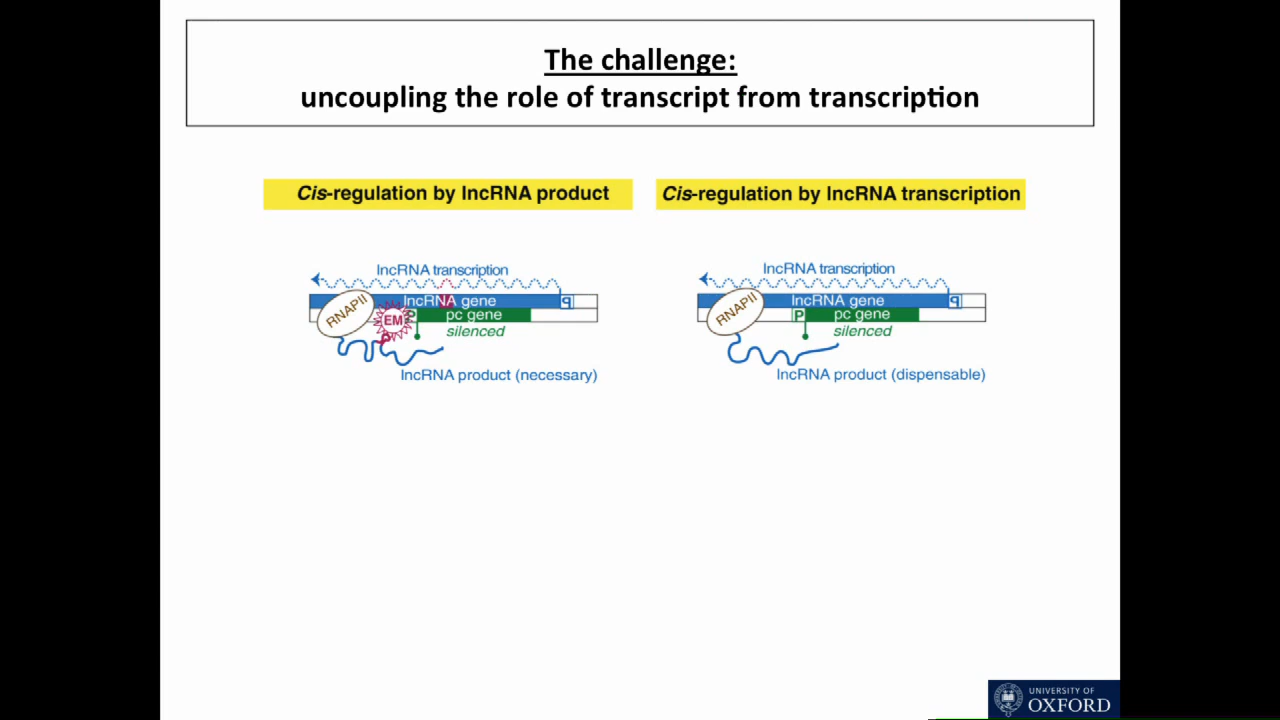 The challenge:
uncoupling the role of transcript from transcription
Cis-regulation by lncRNA product
lncRNA transcription
RNAPII
lncRNA gene
P
EM
P
pc gene
silenced
lncRNA product (necessary)
Cis-regulation by lncRNA transcription
lncRNA transcription
RNAPII
lncRNA gene
P
P
pc gene
silenced
lncRNA product (dispensable)
UNIVERSITY OF
OXFORD